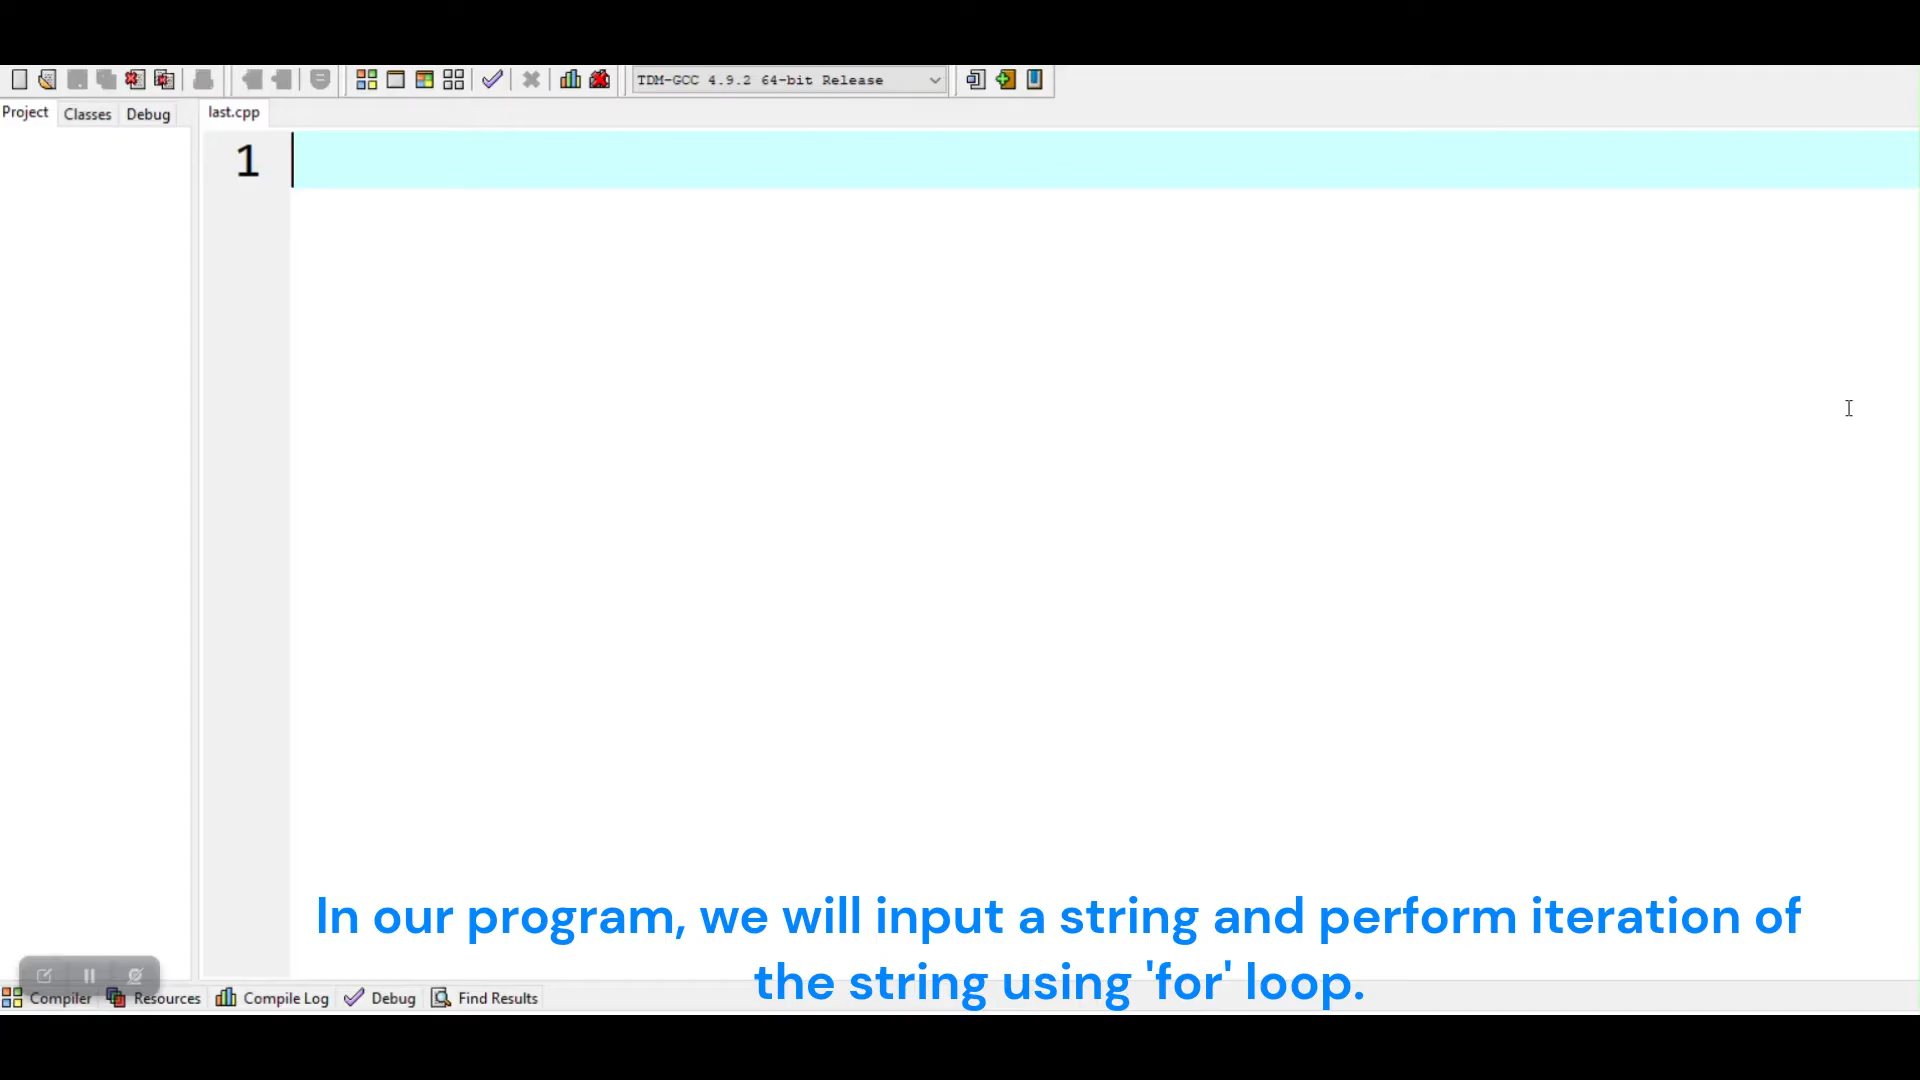 TDM-GCC 4.9.2 64-bit Release
Project Classes Debug last.cpp
1
In our program, we will input a string and perform iteration of
the string using 'for' loop.
Compiler Resources Compile Log Debug Find Results